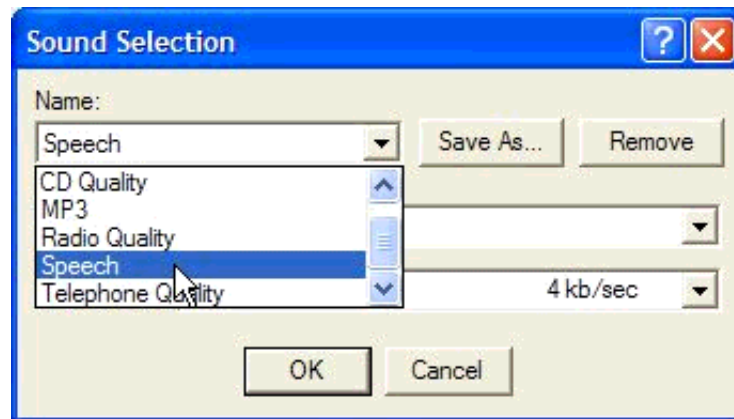 Sound Selection
Name:
Speech
Save As...
Remove
CD Quality
MP3
Radio Quality
Speech
Telephone Quality
4 kb/sec
OK
Cancel